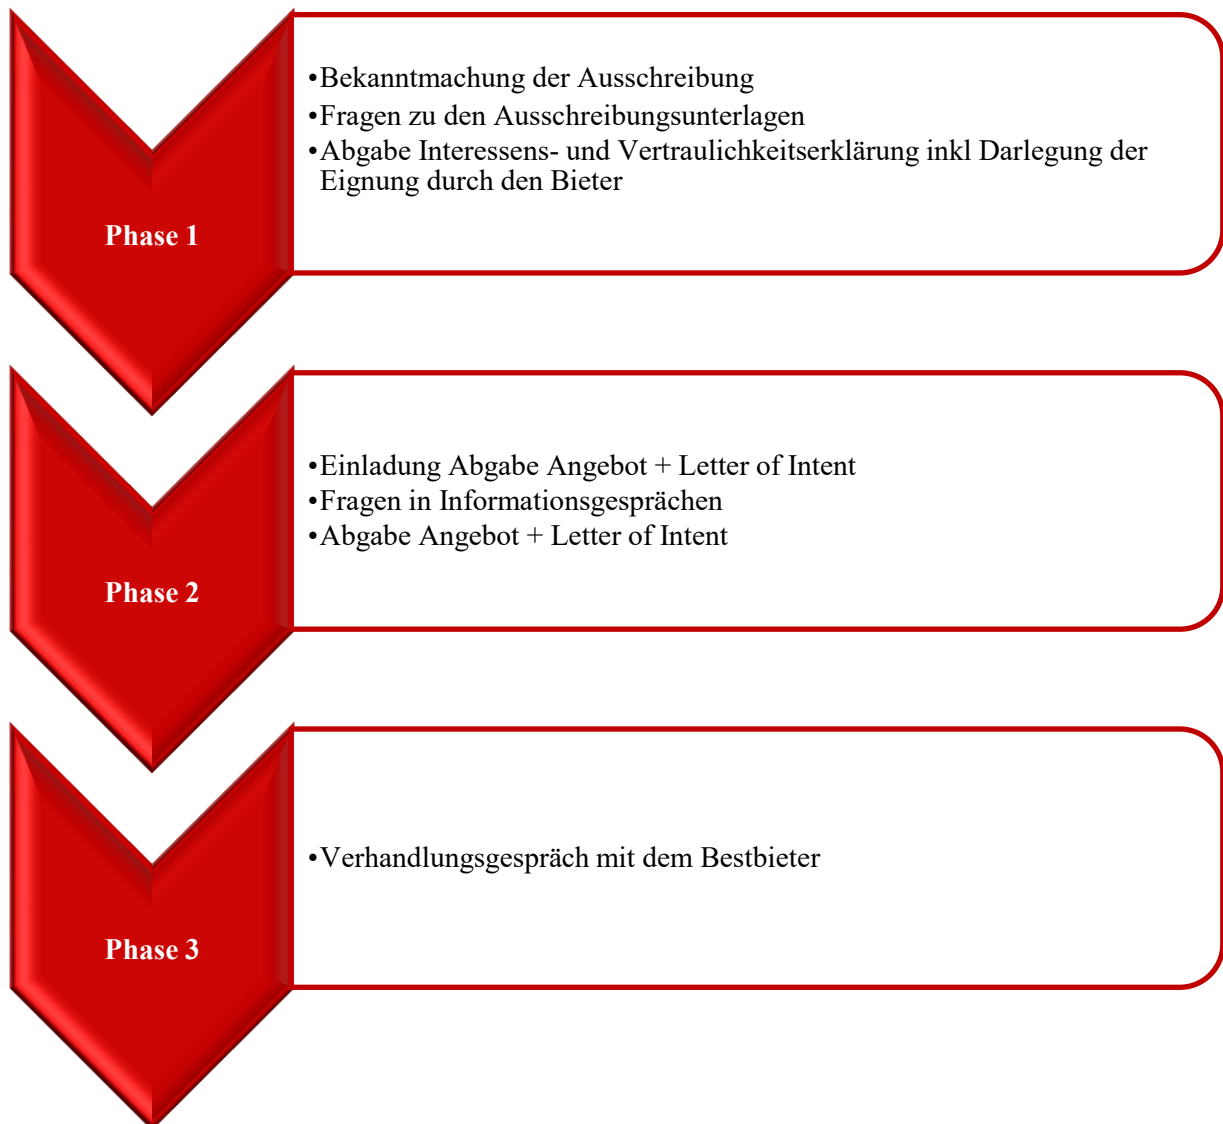 Phase 1
•Bekanntmachung der Ausschreibung
•Fragen zu den Ausschreibungsunterlagen
•Abgabe Interessens- und Vertraulichkeitserklärung inkl Darlegung der
Eignung durch den Bieter
Phase 2
•Einladung Abgabe Angebot + Letter of Intent
•Fragen in Informationsgesprächen
•Abgabe Angebot + Letter of Intent
Phase 3
•Verhandlungsgespräch mit dem Bestbieter